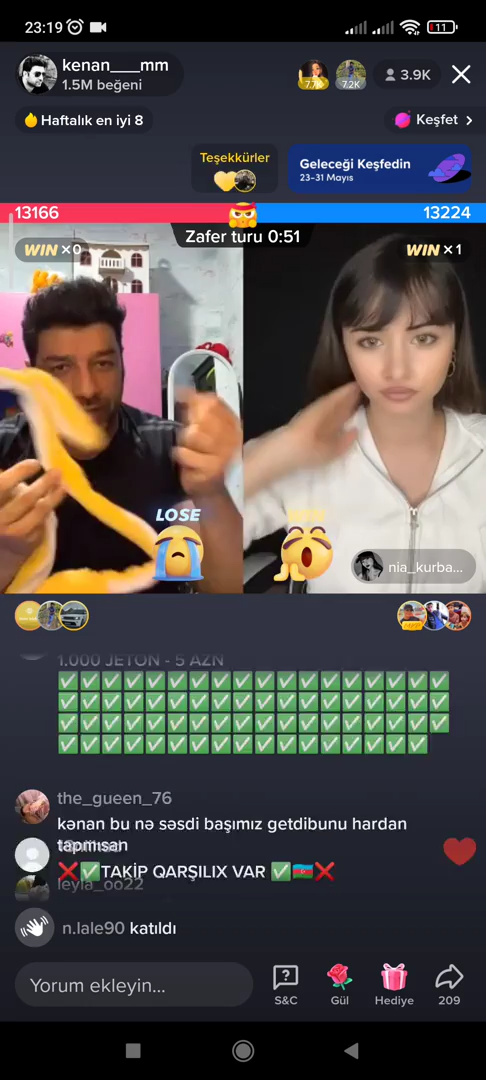 23:19
11
kenan___mm
1.5M beğeni
7.7K
7.2K
3.9K
Haftalık en iyi 8
Keşfet
Teşekkürler
Geleceği Keşfedin
23-31 Mayıs
13166
13224
Zafer turu 0:51
WIN ×0
WIN ×1
LOSE
nia_kurba...
1.000 JETON - 5 AZN
✅✅✅✅✅✅✅✅✅✅✅✅✅✅✅✅✅✅
✅✅✅✅✅✅✅✅✅✅✅✅✅✅✅✅✅✅
✅✅✅✅✅✅✅✅✅✅✅✅✅✅✅✅✅✅
✅✅✅✅✅✅✅✅✅✅✅✅✅✅✅✅✅
the_gueen_76
kənan bu nə səsdi başımız getdibunu hardan
tapmısan
❌✅TAKİP QARŞILIX VAR ✅🇦🇿❌
leyla_oo22
n.lale90 katıldı
Yorum ekleyin...
S&C
Gül
Hediye
209